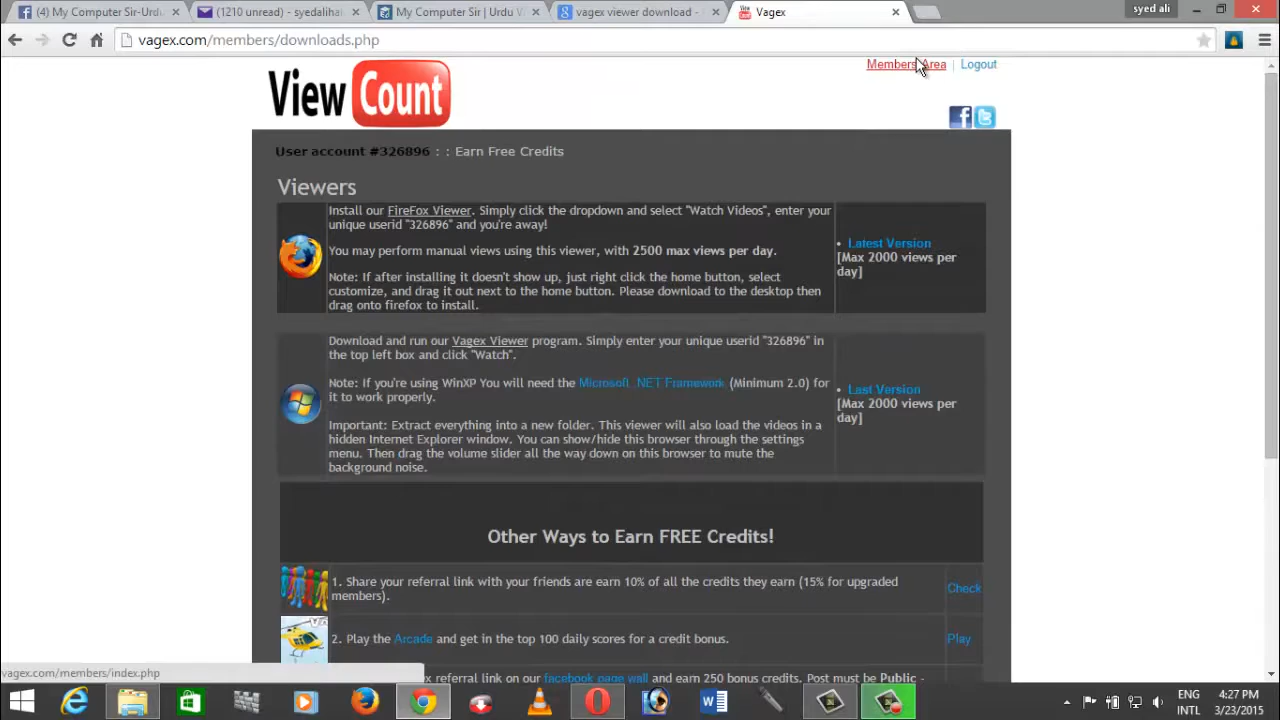 (4) My Computer Sir-Urdu
(1210 unread) - syedaliha
My Computer Sir | Urdu V
vagex viewer download -
Vagex
syed ali
vagex.com/members/downloads.php
Members Area | Logout
View Count
User account #326896 : : Earn Free Credits
Viewers
Install our FireFox Viewer. Simply click the dropdown and select "Watch Videos", enter your
unique userid "326896" and you're away!
You may perform manual views using this viewer, with 2500 max views per day.
Note: If after installing it doesn't show up, just right click the home button, select
customize, and drag it out next to the home button. Please download to the desktop then
drag onto firefox to install.
• Latest Version
[Max 2000 views per
day]
Download and run our Vagex Viewer program. Simply enter your unique userid "326896" in
the top left box and click "Watch".
Note: If you're using WinXP You will need the Microsoft .NET Framework (Minimum 2.0) for
it to work properly.
Important: Extract everything into a new folder. This viewer will also load the videos in a
hidden Internet Explorer window. You can show/hide this browser through the settings
menu. Then drag the volume slider all the way down on this browser to mute the
background noise.
• Last Version
[Max 2000 views per
day]
Other Ways to Earn FREE Credits!
1. Share your referral link with your friends are earn 10% of all the credits they earn (15% for upgraded
members).
Check
2. Play the Arcade and get in the top 100 daily scores for a credit bonus.
Play
referral link on our facebook page wall and earn 250 bonus credits. Post must be Public -
vagex.com/members/index.php
ENG
INTL
4:27 PM
3/23/2015